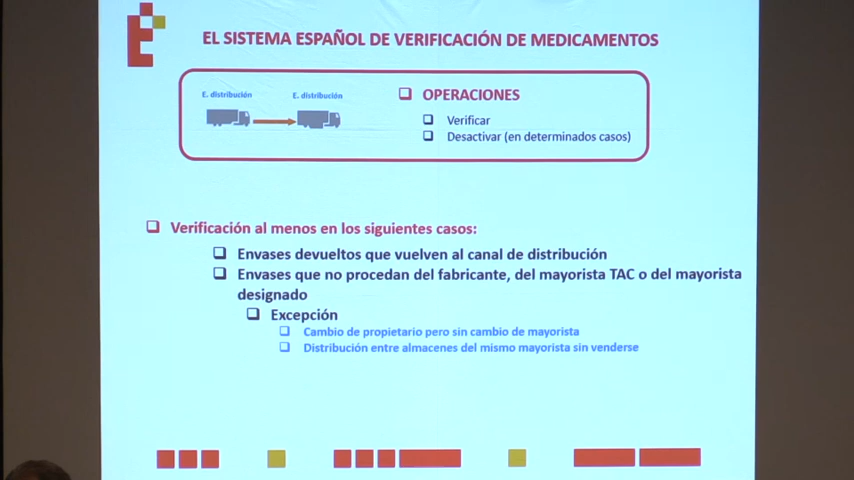 EL SISTEMA ESPAÑOL DE VERIFICACIÓN DE MEDICAMENTOS
E. distribución
E. distribución
OPERACIONES
Verificar
Desactivar (en determinados casos)
Verificación al menos en los siguientes casos:
Envases devueltos que vuelven al canal de distribución
Envases que no procedan del fabricante, del mayorista TAC o del mayorista
designado
Excepción
Cambio de propietario pero sin cambio de mayorista
Distribución entre almacenes del mismo mayorista sin venderse